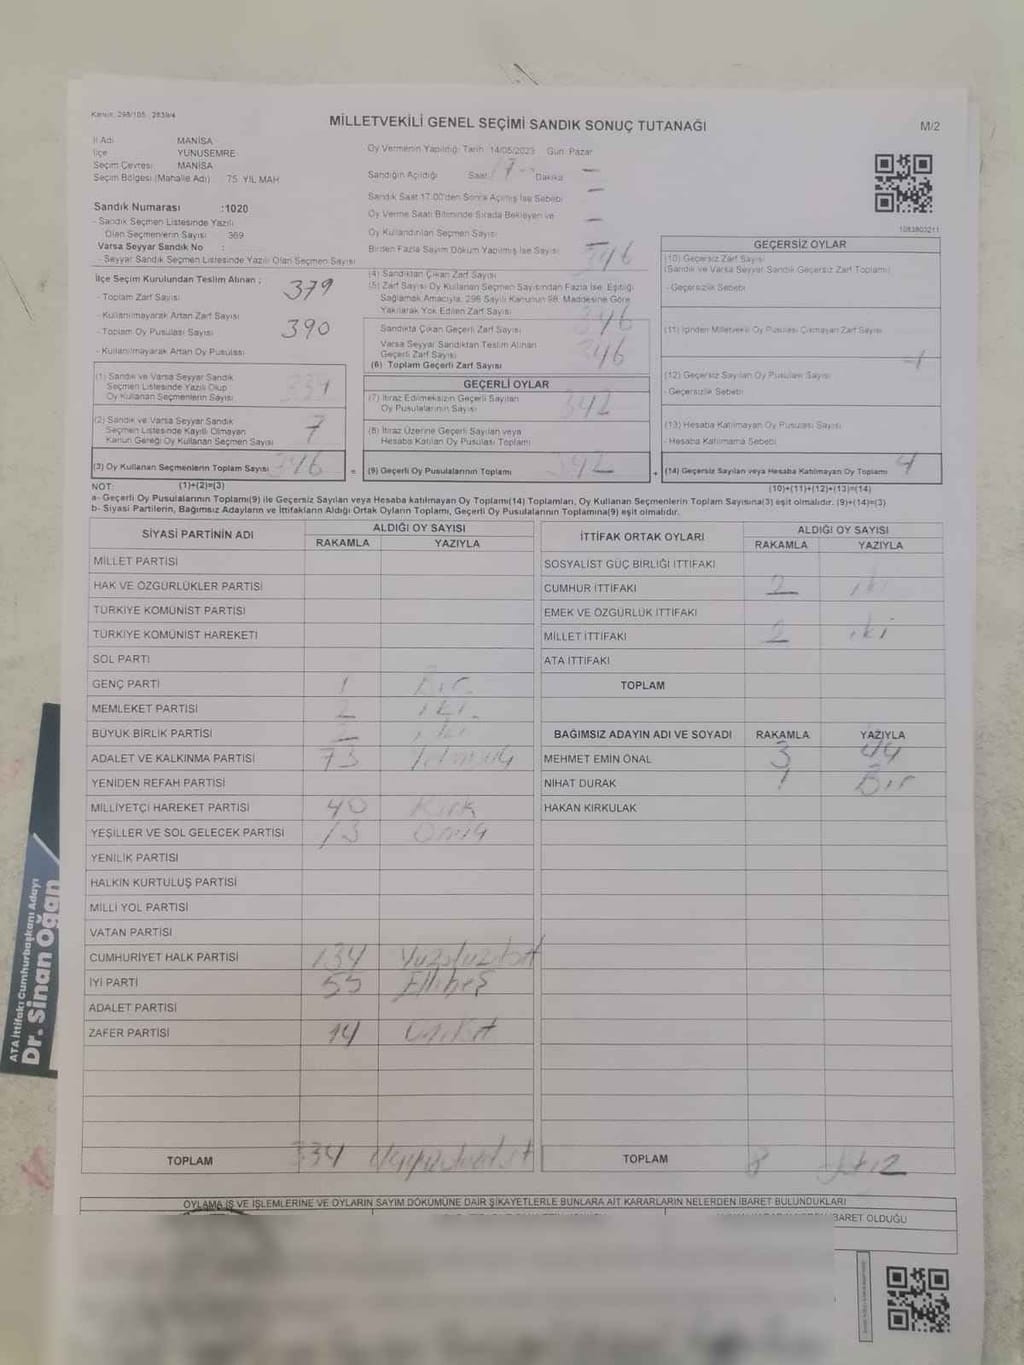 Kanun: 298/105 , 2839/4
MİLLETVEKİLİ GENEL SEÇİMİ SANDIK SONUÇ TUTANAĞI
M/2
İl Adı MANİSA
İlçe YUNUSEMRE
Seçim Çevresi MANİSA
Seçim Bölgesi (Mahalle Adı) 75 YIL MAH
Sandık Numarası :1020
- Sandık Seçmen Listesinde Yazılı
Olan Seçmenlerin Sayısı 369
Varsa Seyyar Sandık No :
- Seyyar Sandık Seçmen Listesinde Yazılı Olan Seçmen Sayısı
İlçe Seçim Kurulundan Teslim Alınan ;
- Toplam Zarf Sayısı 379
- Kullanılmayarak Artan Zarf Sayısı
- Toplam Oy Pusulası Sayısı 390
- Kullanılmayarak Artan Oy Pusulası
(1) Sandık ve Varsa Seyyar Sandık
Seçmen Listesinde Yazılı Olup
Oy Kullanan Seçmenlerin Sayısı
(2) Sandık ve Varsa Seyyar Sandık
Seçmen Listesinde Kayıtlı Olmayan
Kanun Gereği Oy Kullanan Seçmen Sayısı 7
(3) Oy Kullanan Seçmenlerin Toplam Sayısı 346
(1)+(2)=(3)
Oy Vermenin Yapıldığı Tarih 14/05/2023 Gün: Pazar
Sandığın Açıldığı Saat 17 Dakika —
Sandık Saat 17:00'den Sonra Açılmış İse Sebebi —
Oy Verme Saati Bitiminde Sırada Bekleyen ve
Oy Kullandırılan Seçmen Sayısı —
Birden Fazla Sayım Döküm Yapılmış İse Sayısı —
(4) Sandıktan Çıkan Zarf Sayısı 346
(5) Zarf Sayısı Oy Kullanan Seçmen Sayısından Fazla İse, Eşitliği
Sağlamak Amacıyla, 298 Sayılı Kanunun 98. Maddesine Göre
Yakılarak Yok Edilen Zarf Sayısı
Sandıkta Çıkan Geçerli Zarf Sayısı 346
Varsa Seyyar Sandıktan Teslim Alınan
Geçerli Zarf Sayısı
(6) Toplam Geçerli Zarf Sayısı 346
GEÇERLİ OYLAR
(7) İtiraz Edilmeksizin Geçerli Sayılan
Oy Pusulalarının Sayısı 342
(8) İtiraz Üzerine Geçerli Sayılan veya
Hesaba Katılan Oy Pusulası Toplamı
= (9) Geçerli Oy Pusulalarının Toplamı 342
1083803211
GEÇERSİZ OYLAR
(10) Geçersiz Zarf Sayısı
(Sandık ve Varsa Seyyar Sandık Geçersiz Zarf Toplamı)
- Geçersizlik Sebebi
(11) İçinden Milletvekili Oy Pusulası Çıkmayan Zarf Sayısı
(12) Geçersiz Sayılan Oy Pusulası Sayısı
- Geçersizlik Sebebi
(13) Hesaba Katılmayan Oy Pusulası Sayısı
- Hesaba Katılmama Sebebi
+ (14) Geçersiz Sayılan veya Hesaba Katılmayan Oy Toplamı 4
(10)+(11)+(12)+(13)=(14)
NOT:
a- Geçerli Oy Pusulalarının Toplamı(9) ile Geçersiz Sayılan veya Hesaba katılmayan Oy Toplamı(14) Toplamları, Oy Kullanan Seçmenlerin Toplam Sayısına(3) eşit olmalıdır. (9)+(14)=(3)
b- Siyasi Partilerin, Bağımsız Adayların ve İttifakların Aldığı Ortak Oyların Toplamı, Geçerli Oy Pusulalarının Toplamına(9) eşit olmalıdır.
SİYASİ PARTİNİN ADI ALDIĞI OY SAYISI
RAKAMLA YAZIYLA
MİLLET PARTİSİ
HAK VE ÖZGÜRLÜKLER PARTİSİ
TÜRKİYE KOMÜNİST PARTİSİ
TÜRKİYE KOMÜNİST HAREKETİ
SOL PARTİ
GENÇ PARTİ 1 Bir
MEMLEKET PARTİSİ 2 iki
BÜYÜK BİRLİK PARTİSİ 2 iki
ADALET VE KALKINMA PARTİSİ 73
YENİDEN REFAH PARTİSİ
MİLLİYETÇİ HAREKET PARTİSİ 40 Kırk
YEŞİLLER VE SOL GELECEK PARTİSİ 13 Onüç
YENİLİK PARTİSİ
HALKIN KURTULUŞ PARTİSİ
MİLLİ YOL PARTİSİ
VATAN PARTİSİ
CUMHURİYET HALK PARTİSİ 134 Yüzotuzdört
İYİ PARTİ 55 Ellibeş
ADALET PARTİSİ
ZAFER PARTİSİ 14 Ondört
TOPLAM 334
İTTİFAK ORTAK OYLARI ALDIĞI OY SAYISI
RAKAMLA YAZIYLA
SOSYALİST GÜÇ BİRLİĞİ İTTİFAKI
CUMHUR İTTİFAKI 2 iki
EMEK VE ÖZGÜRLÜK İTTİFAKI
MİLLET İTTİFAKI 2 iki
ATA İTTİFAKI
TOPLAM
BAĞIMSIZ ADAYIN ADI VE SOYADI RAKAMLA YAZIYLA
MEHMET EMİN ÖNAL 3 üç
NİHAT DURAK 1 Bir
HAKAN KIRKULAK
TOPLAM 8 sekiz
OYLAMA İŞ VE İŞLEMLERİNE VE OYLARIN SAYIM DÖKÜMÜNE DAİR ŞİKAYETLERLE BUNLARA AİT KARARLARIN NELERDEN İBARET BULUNDUKLARI
BARET OLDUĞU
ATA İttifakı Cumhurbaşkanı Adayı
Dr. Sinan Oğan